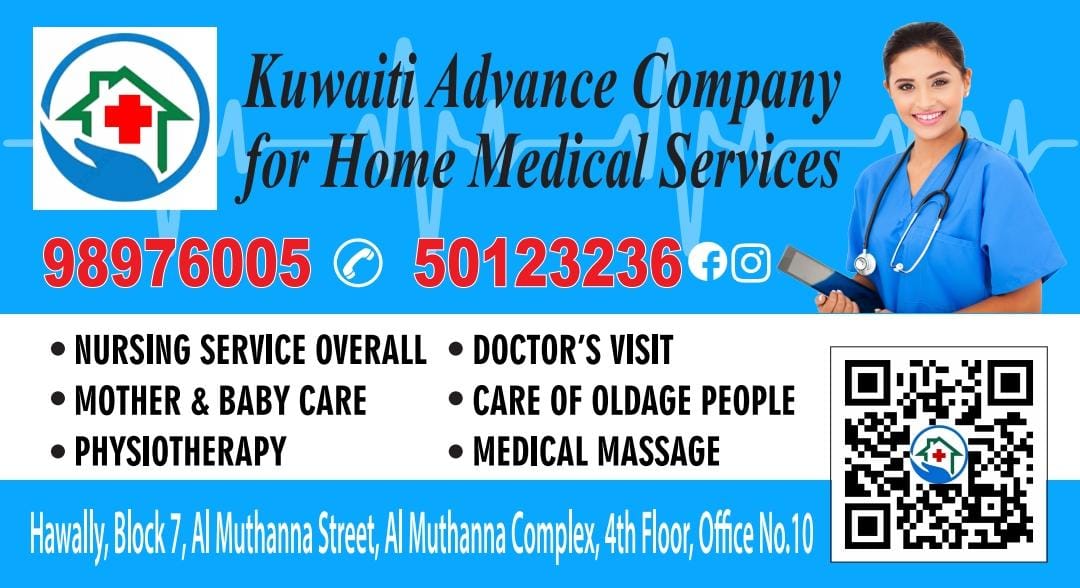 Kuwaiti Advance Company
for Home Medical Services
98976005 50123236
• NURSING SERVICE OVERALL • DOCTOR'S VISIT
• MOTHER & BABY CARE • CARE OF OLDAGE PEOPLE
• PHYSIOTHERAPY • MEDICAL MASSAGE
Hawally, Block 7, Al Muthanna Street, Al Muthanna Complex, 4th Floor, Office No.10